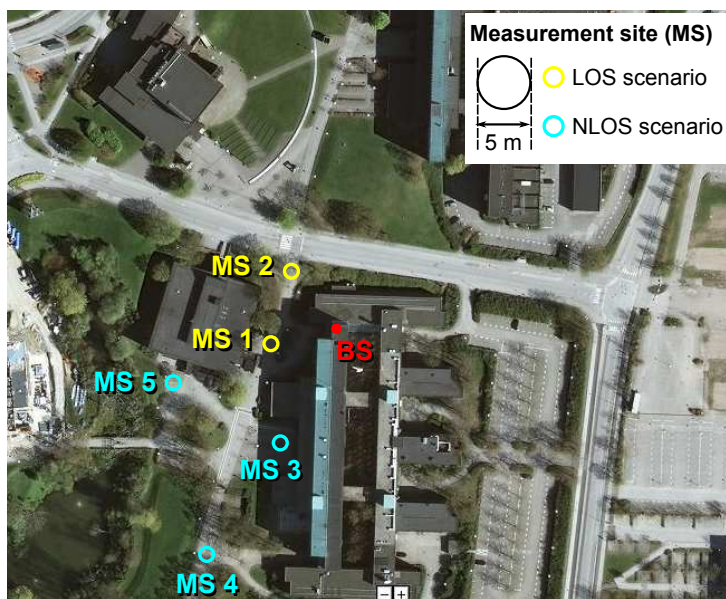 Measurement site (MS)
LOS scenario
NLOS scenario
5 m
MS 2
MS 1
BS
MS 5
MS 3
MS 4